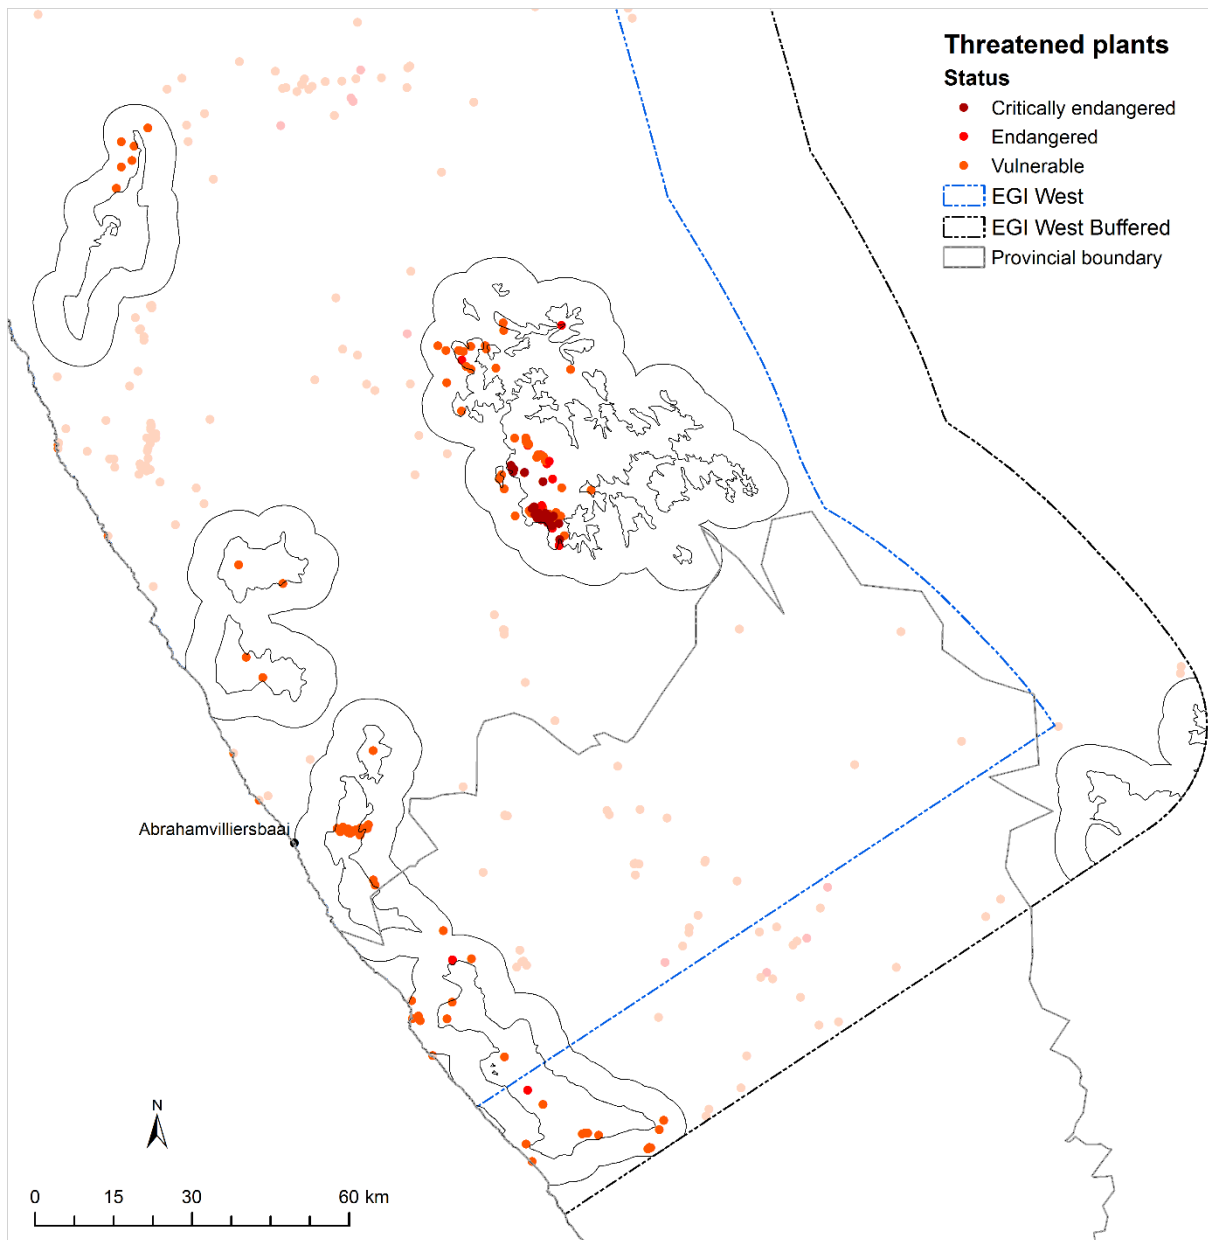 Threatened plants
Status
Critically endangered
Endangered
Vulnerable
EGI West
EGI West Buffered
Provincial boundary
Abrahamvilliersbaai
N
0 15 30 60 km